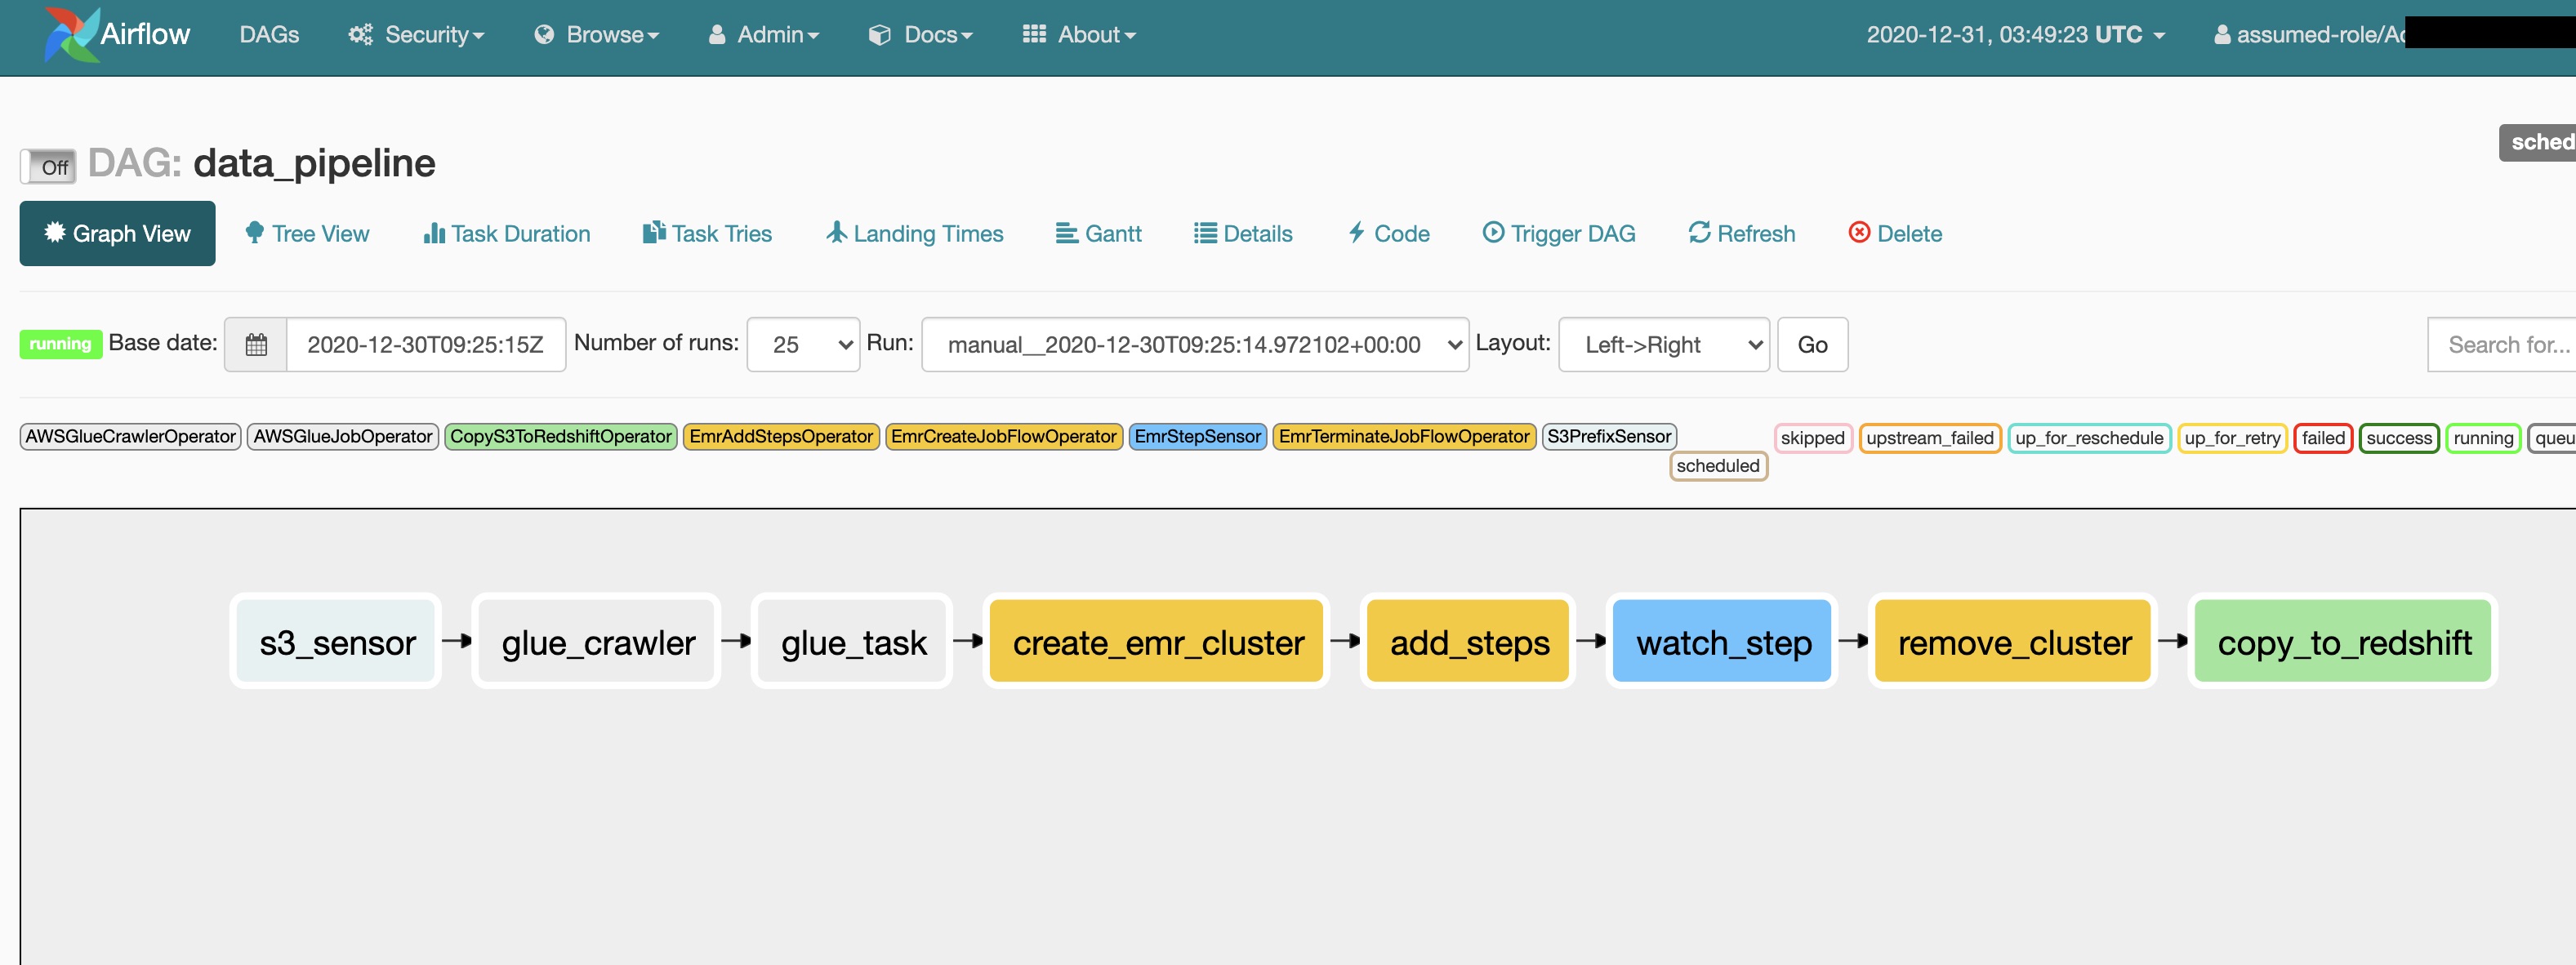 Airflow DAGs Security Browse Admin Docs About 2020-12-31, 03:49:23 UTC assumed-role/Ad
Off DAG: data_pipeline sched
Graph View Tree View Task Duration Task Tries Landing Times Gantt Details Code Trigger DAG Refresh Delete
running Base date: 2020-12-30T09:25:15Z Number of runs: 25 Run: manual__2020-12-30T09:25:14.972102+00:00 Layout: Left->Right Go Search for...
AWSGlueCrawlerOperator AWSGlueJobOperator CopyS3ToRedshiftOperator EmrAddStepsOperator EmrCreateJobFlowOperator EmrStepSensor EmrTerminateJobFlowOperator S3PrefixSensor skipped upstream_failed up_for_reschedule up_for_retry failed success running queu
scheduled
s3_sensor glue_crawler glue_task create_emr_cluster add_steps watch_step remove_cluster copy_to_redshift